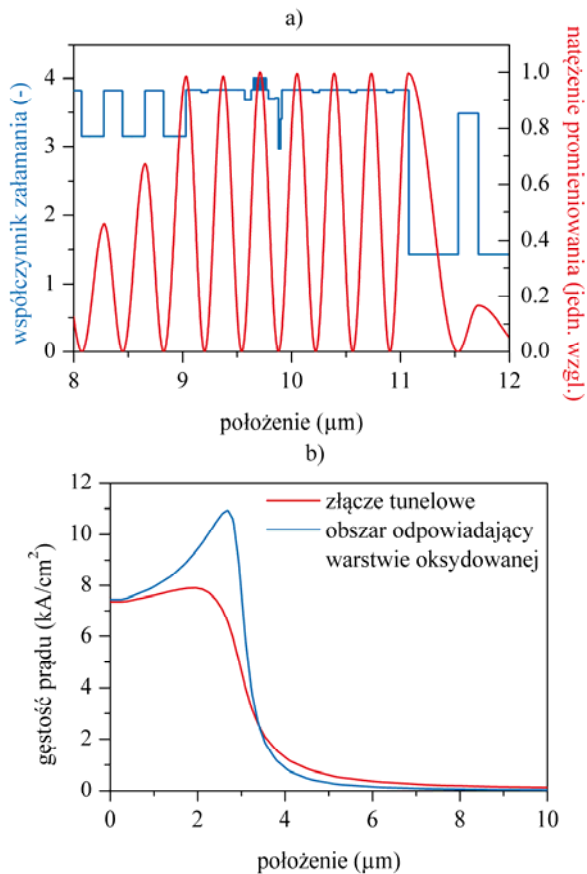 a)
współczynnik załamania (-)
4
3
2
1
0
1.0
0.8
0.6
0.4
0.2
0.0
natężenie promieniowania (jedn. wzgl.)
8
9
10
11
12
położenie (µm)
b)
gęstość prądu (kA/cm²)
12
10
8
6
4
2
0
złącze tunelowe
obszar odpowiadający
warstwie oksydowanej
0
2
4
6
8
10
położenie (µm)